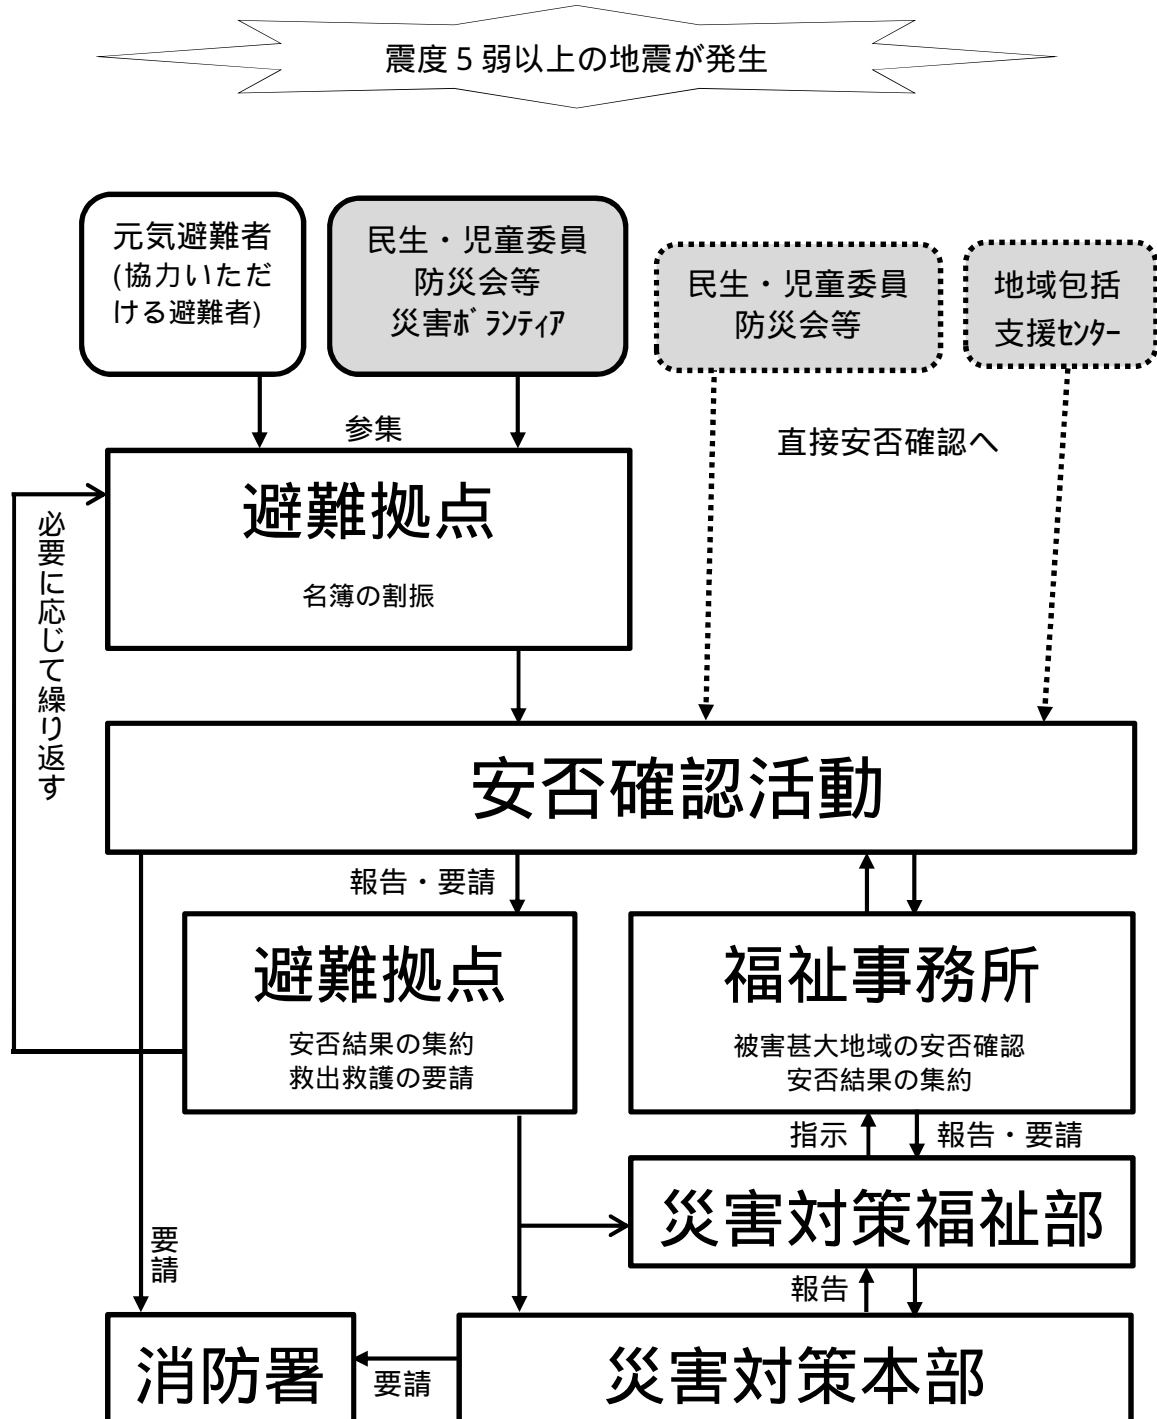 震度5弱以上の地震が発生
元気避難者
(協力いただ
ける避難者)
民生・児童委員
防災会等
災害ボランティア
民生・児童委員
防災会等
地域包括
支援センター
参集
直接安否確認へ
避難拠点
名簿の割振
必要に応じて繰り返す
安否確認活動
報告・要請
避難拠点
安否結果の集約
救出救護の要請
福祉事務所
被害甚大地域の安否確認
安否結果の集約
指示
報告・要請
災害対策福祉部
要請
報告
消防署
要請
災害対策本部